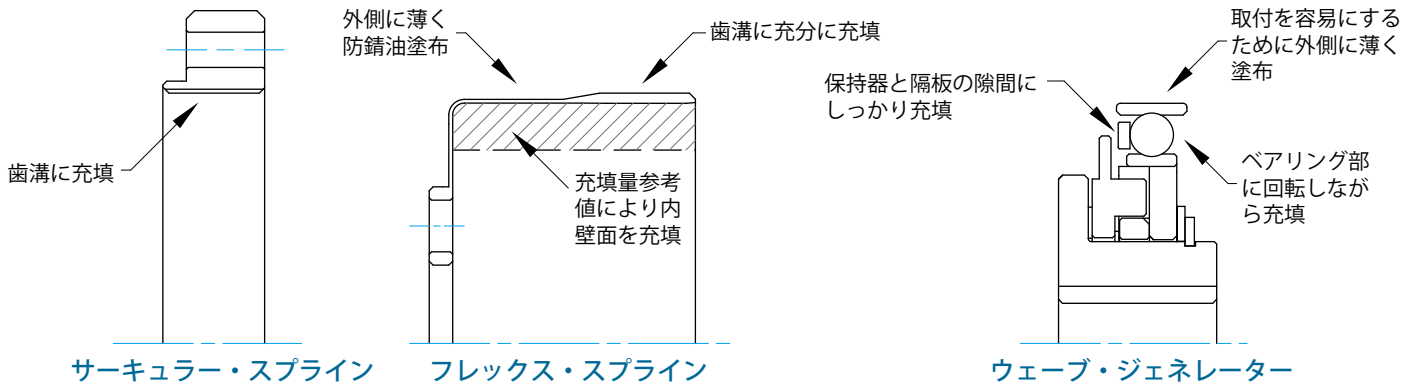 外側に薄く
防錆油塗布
歯溝に充分に充填
取付を容易にする
ために外側に薄く
塗布
保持器と隔板の隙間に
しっかり充填
歯溝に充填
充填量参考
値により内
壁面を充填
ベアリング部
に回転しなが
ら充填
サーキュラー・スプライン
フレックス・スプライン
ウェーブ・ジェネレーター